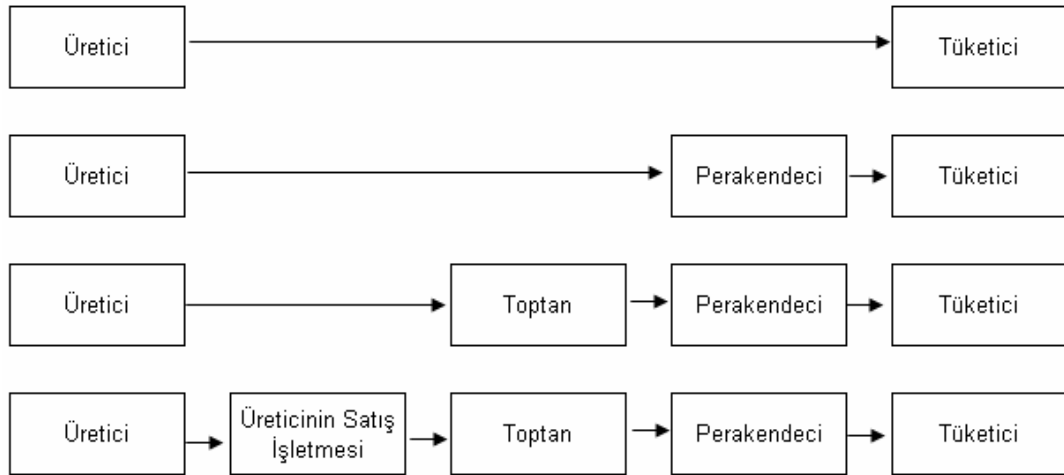 Üretici
Tüketici
Üretici
Perakendeci
Tüketici
Üretici
Toptan
Perakendeci
Tüketici
Üretici
Üreticinin Satış
İşletmesi
Toptan
Perakendeci
Tüketici